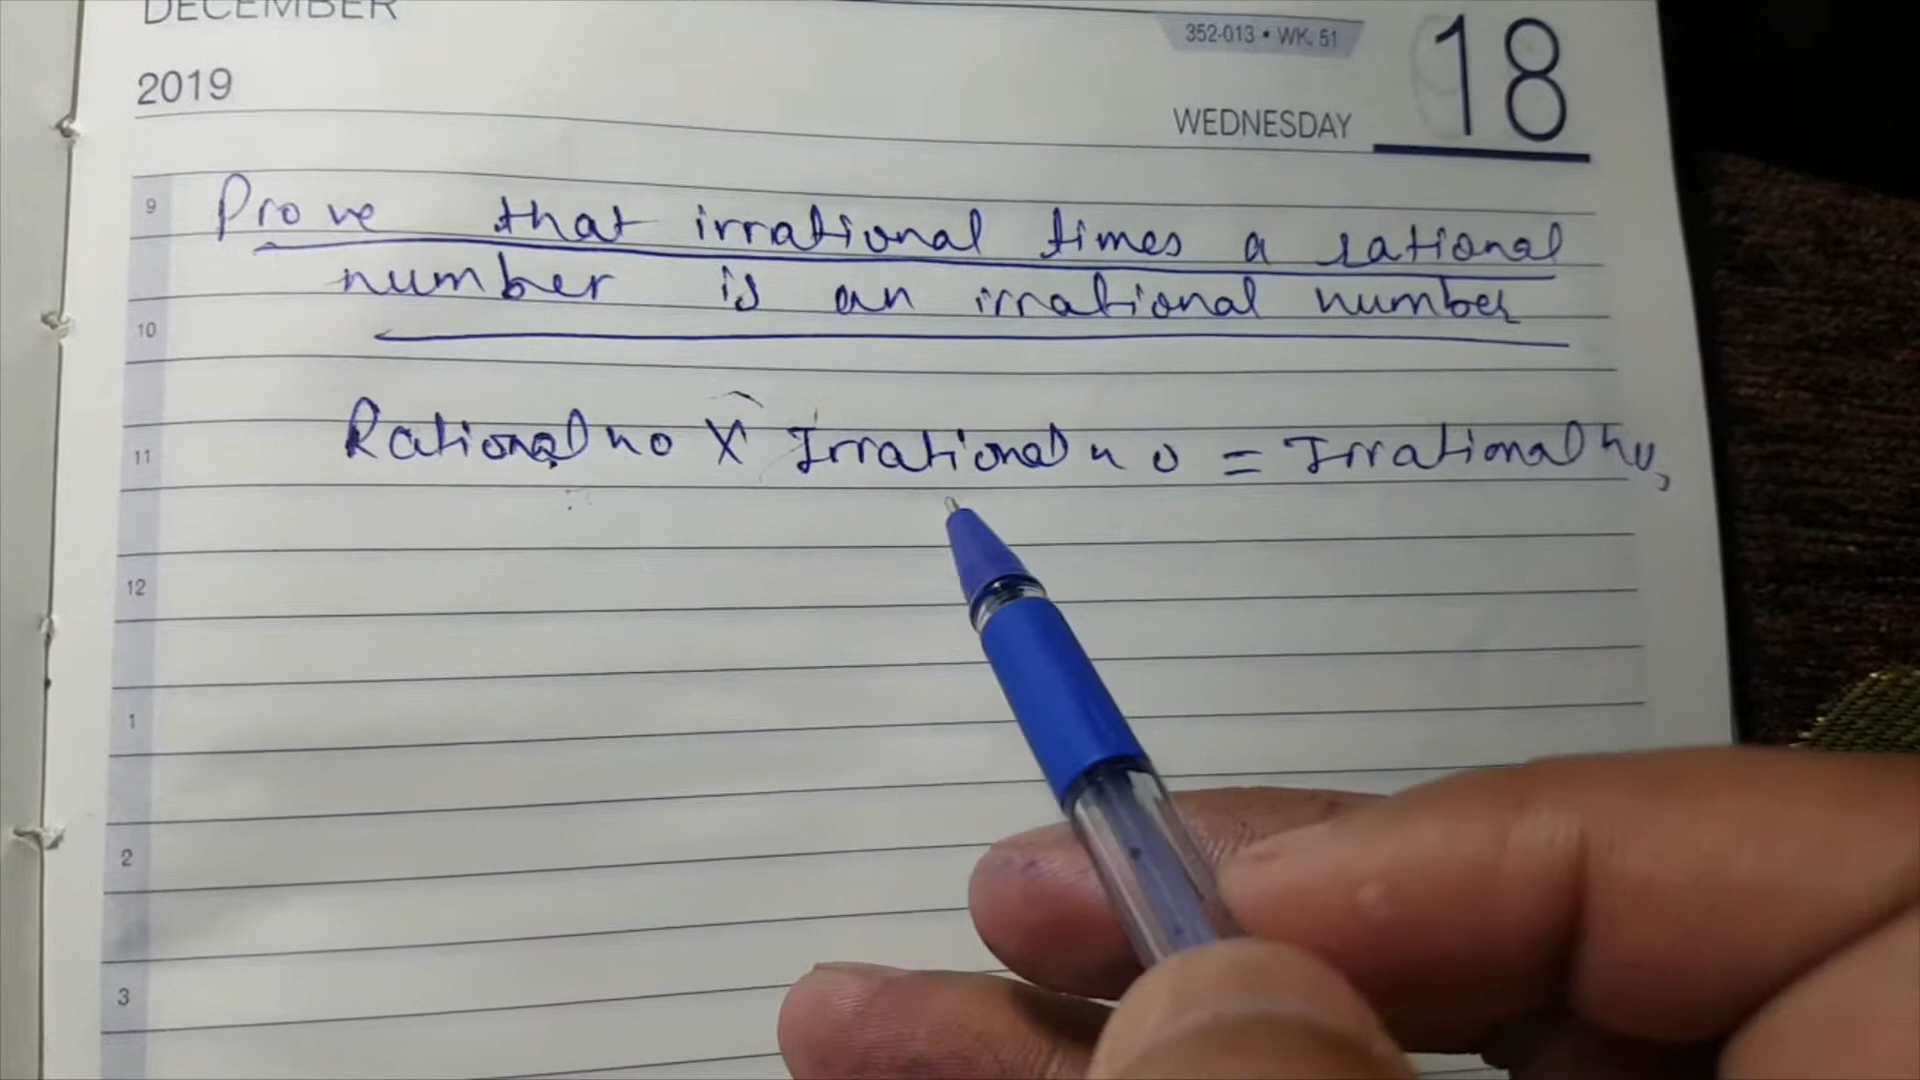 DECEMBER
352-013 • WK. 51
18
2019
WEDNESDAY
9
Prove that irrational times a rational
number is an irrational number
10
Rational no X Irrational no = Irrational no,
11
12
1
2
3